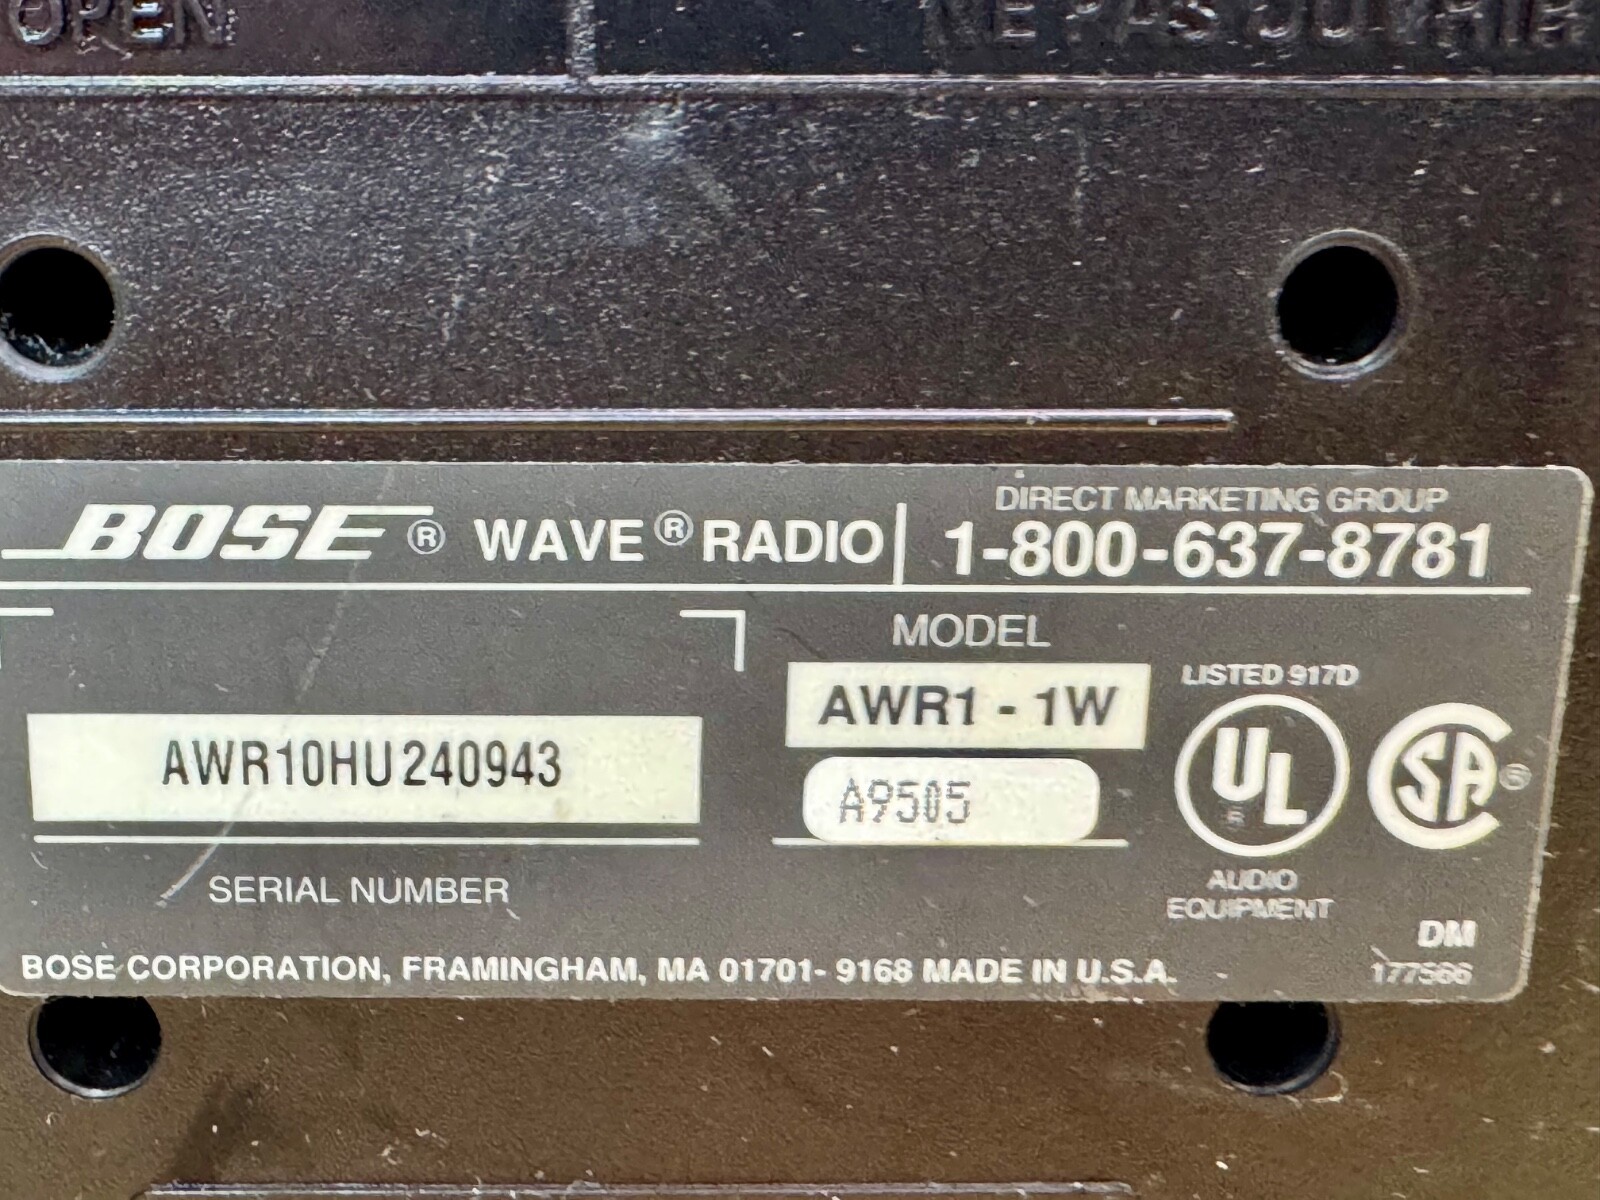 OPEN
NE PAS OUVRIR
BOSE® WAVE® RADIO
DIRECT MARKETING GROUP
1-800-637-8781
MODEL
AWR1 - 1W
A9505
AWR10HU240943
SERIAL NUMBER
LISTED 917D
UL
R
SA®
AUDIO
EQUIPMENT
DM
177566
BOSE CORPORATION, FRAMINGHAM, MA 01701- 9168 MADE IN U.S.A.